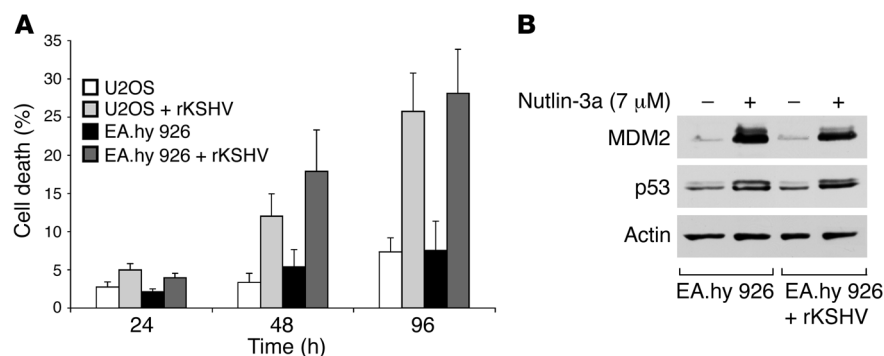 A
Cell death (%)
35
30
25
20
15
10
5
0
U2OS
U2OS + rKSHV
EA.hy 926
EA.hy 926 + rKSHV
24
48
96
Time (h)
B
Nutlin-3a (7 μM) – + – +
MDM2
p53
Actin
EA.hy 926
EA.hy 926
+ rKSHV